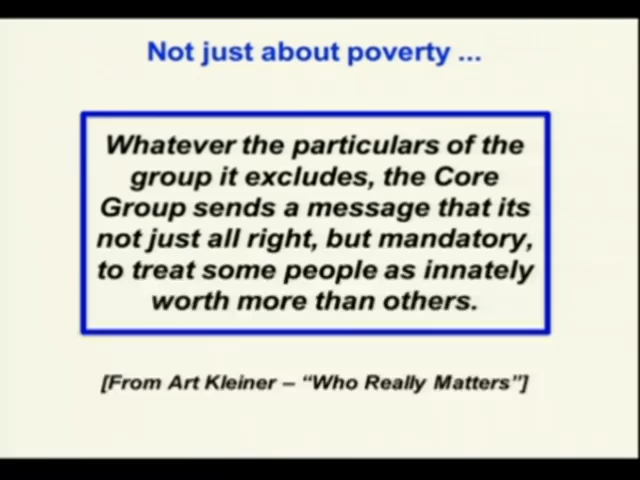 Not just about poverty ...
Whatever the particulars of the
group it excludes, the Core
Group sends a message that its
not just all right, but mandatory,
to treat some people as innately
worth more than others.
[From Art Kleiner – “Who Really Matters”]